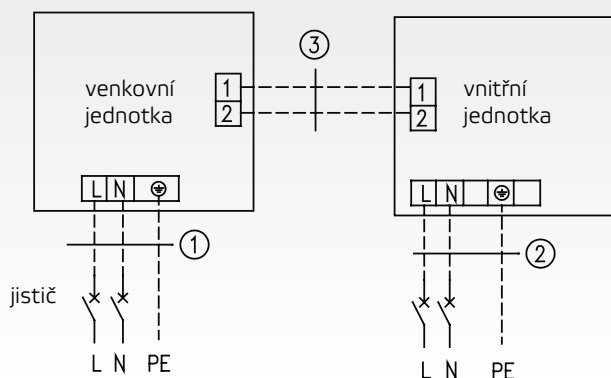 venkovní
jednotka
1
2
3
1
2
vnitřní
jednotka
L N
L N
1
2
jistič
L N PE
L N PE